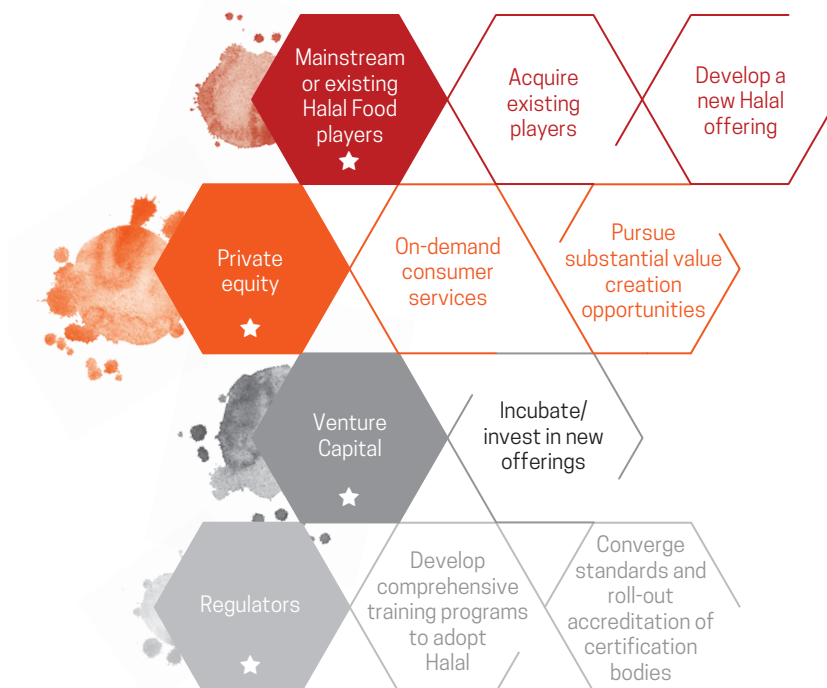 Mainstream
or existing
Halal Food
players
Acquire
existing
players
Develop a
new Halal
offering
Private
equity
On-demand
consumer
services
Pursue
substantial value
creation
opportunities
Venture
Capital
Incubate/
invest in new
offerings
Regulators
Develop
comprehensive
training programs
to adopt
Halal
Converge
standards and
roll-out
accreditation of
certification
bodies